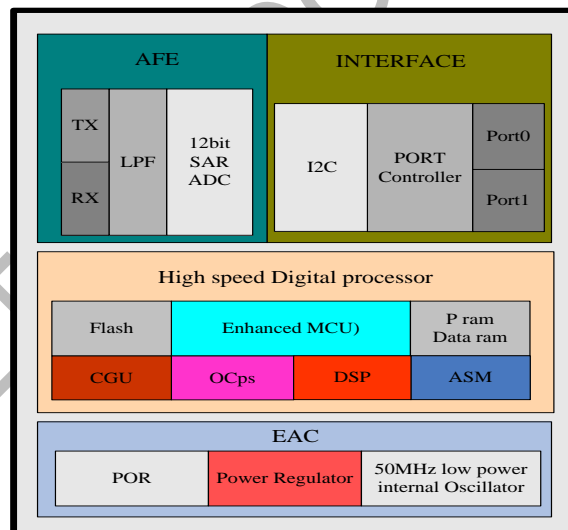 AFE
INTERFACE
TX
RX
LPF
12bit
SAR
ADC
I2C
PORT
Controller
Port0
Port1
High speed Digital processor
Flash
Enhanced MCU)
P ram
Data ram
CGU
OCps
DSP
ASM
EAC
POR
Power Regulator
50MHz low power
internal Oscillator